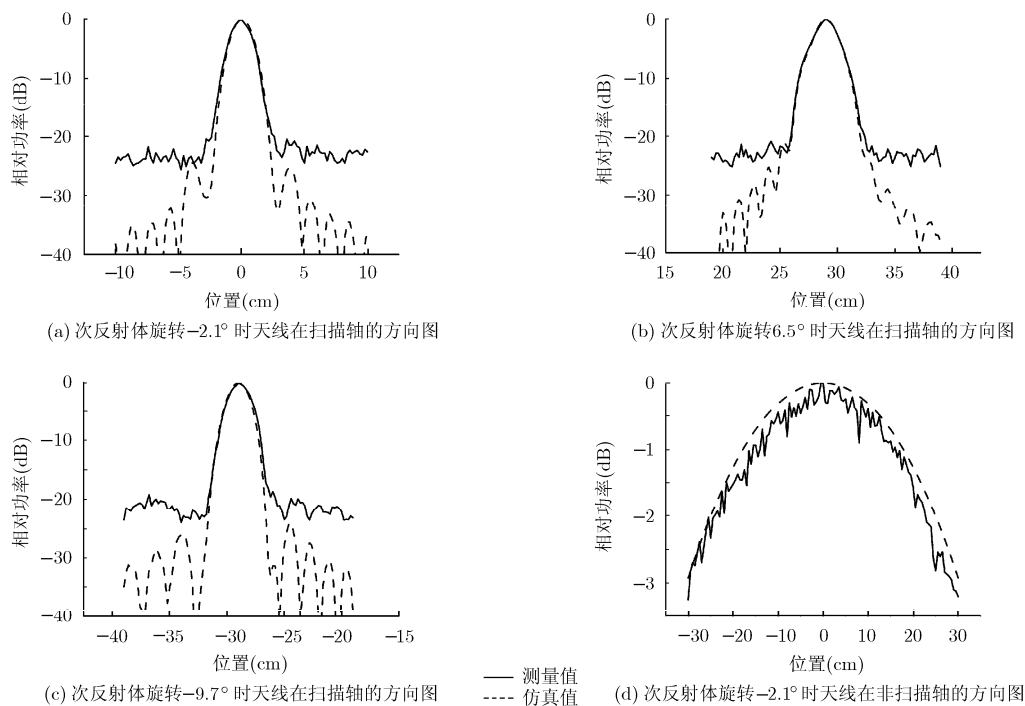 0
−10
−20
−30
−40
相对功率(dB)
−10 −5 0 5 10
位置(cm)
(a) 次反射体旋转−2.1° 时天线在扫描轴的方向图
0
−10
−20
−30
−40
相对功率(dB)
15 20 25 30 35 40
位置(cm)
(b) 次反射体旋转6.5° 时天线在扫描轴的方向图
0
−10
−20
−30
−40
相对功率(dB)
−40 −35 −30 −25 −20 −15
位置(cm)
(c) 次反射体旋转−9.7° 时天线在扫描轴的方向图
测量值
仿真值
0
−1
−2
−3
相对功率(dB)
−30 −20 −10 0 10 20 30
位置(cm)
(d) 次反射体旋转−2.1°时天线在非扫描轴的方向图